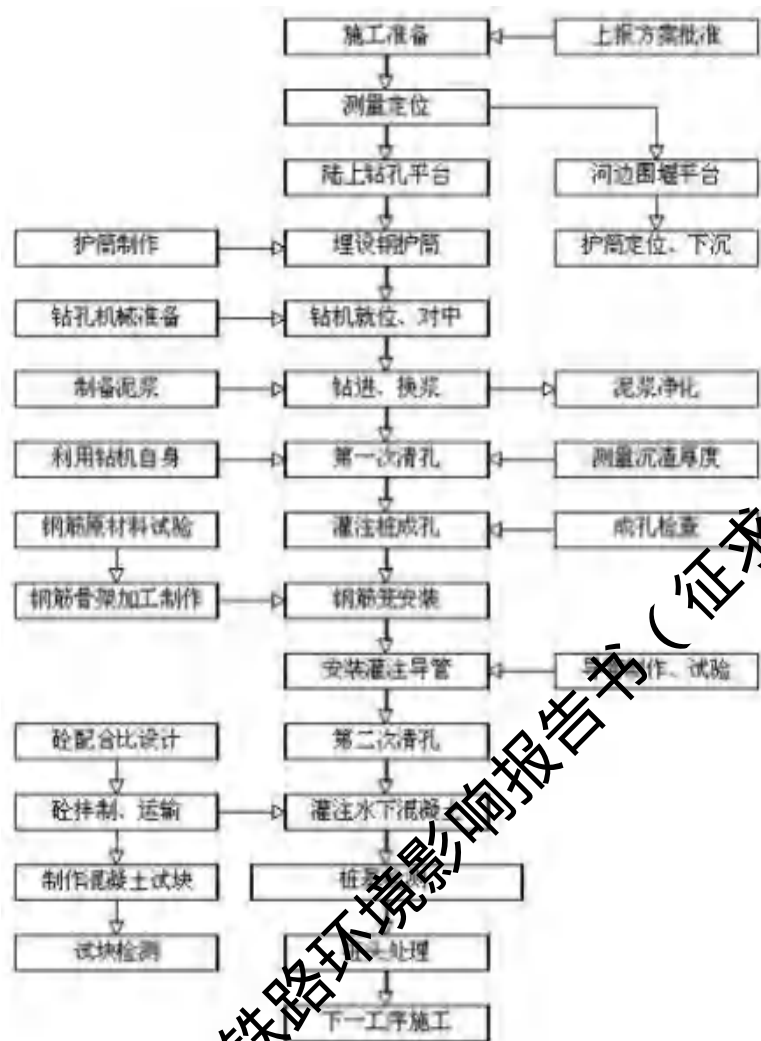 施工准备
上报方案批准
测量定位
陆上钻孔平台
河边围堰平台
护筒制作
埋设钢护筒
护筒定位、下沉
钻孔机械准备
钻机就位、对中
制备泥浆
钻进、换浆
泥浆净化
利用钻机自身
第一次清孔
测量沉渣厚度
钢筋原材料试验
灌注桩成孔
成孔检查
钢筋骨架加工制作
钢筋笼安装
安装灌注导管
制作、试验
砼配合比设计
第二次清孔
砼拌制、运输
灌注水下混凝
制作混凝土试块
桩
试块检测
头处理
下一工序施工
铁路环境影响报告书（征求